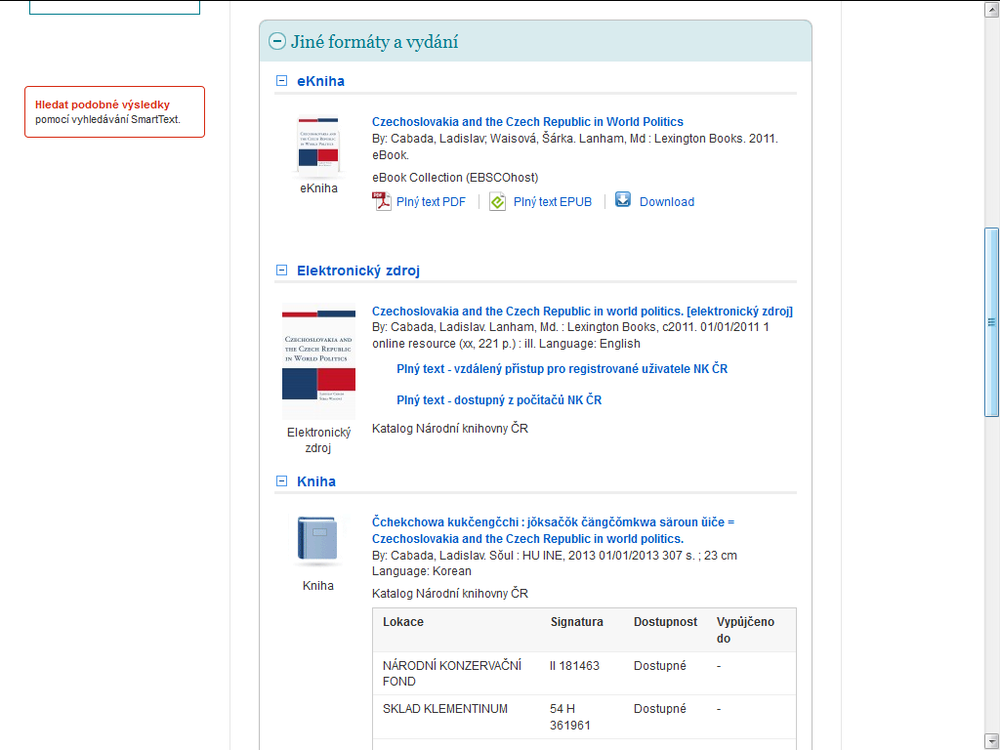 Jiné formáty a vydání
Hledat podobné výsledky
pomocí vyhledávání SmartText.
eKniha
Czechoslovakia and the Czech Republic in World Politics
By: Cabada, Ladislav; Waisová, Šárka. Lanham, Md : Lexington Books. 2011.
eBook.
eBook Collection (EBSCOhost)
PDF
Plný text PDF
Plný text EPUB
Download
CZECHOSLOVAKIA AND
THE CZECH REPUBLIC
IN WORLD POLITICS
eKniha
Elektronický zdroj
Czechoslovakia and the Czech Republic in world politics. [elektronický zdroj]
By: Cabada, Ladislav. Lanham, Md. : Lexington Books, c2011. 01/01/2011 1
online resource (xx, 221 p.) : ill. Language: English
Plný text - vzdálený přístup pro registrované uživatele NK ČR
Plný text - dostupný z počítačů NK ČR
Katalog Národní knihovny ČR
CZECHOSLOVAKIA AND
THE CZECH REPUBLIC
IN WORLD POLITICS
LADISLAV CABADA
ŠÁRKA WAISOVÁ
Elektronický
zdroj
Kniha
Čchekchowa kukčengčchi : jŏksačŏk čängčŏmkwa säroun ŭiče =
Czechoslovakia and the Czech Republic in world politics.
By: Cabada, Ladislav. Sŏul : HU INE, 2013 01/01/2013 307 s. ; 23 cm
Language: Korean
Kniha
Katalog Národní knihovny ČR
Lokace Signatura Dostupnost Vypůjčeno
do
NÁRODNÍ KONZERVAČNÍ II 181463 Dostupné -
FOND
SKLAD KLEMENTINUM 54 H Dostupné -
361961